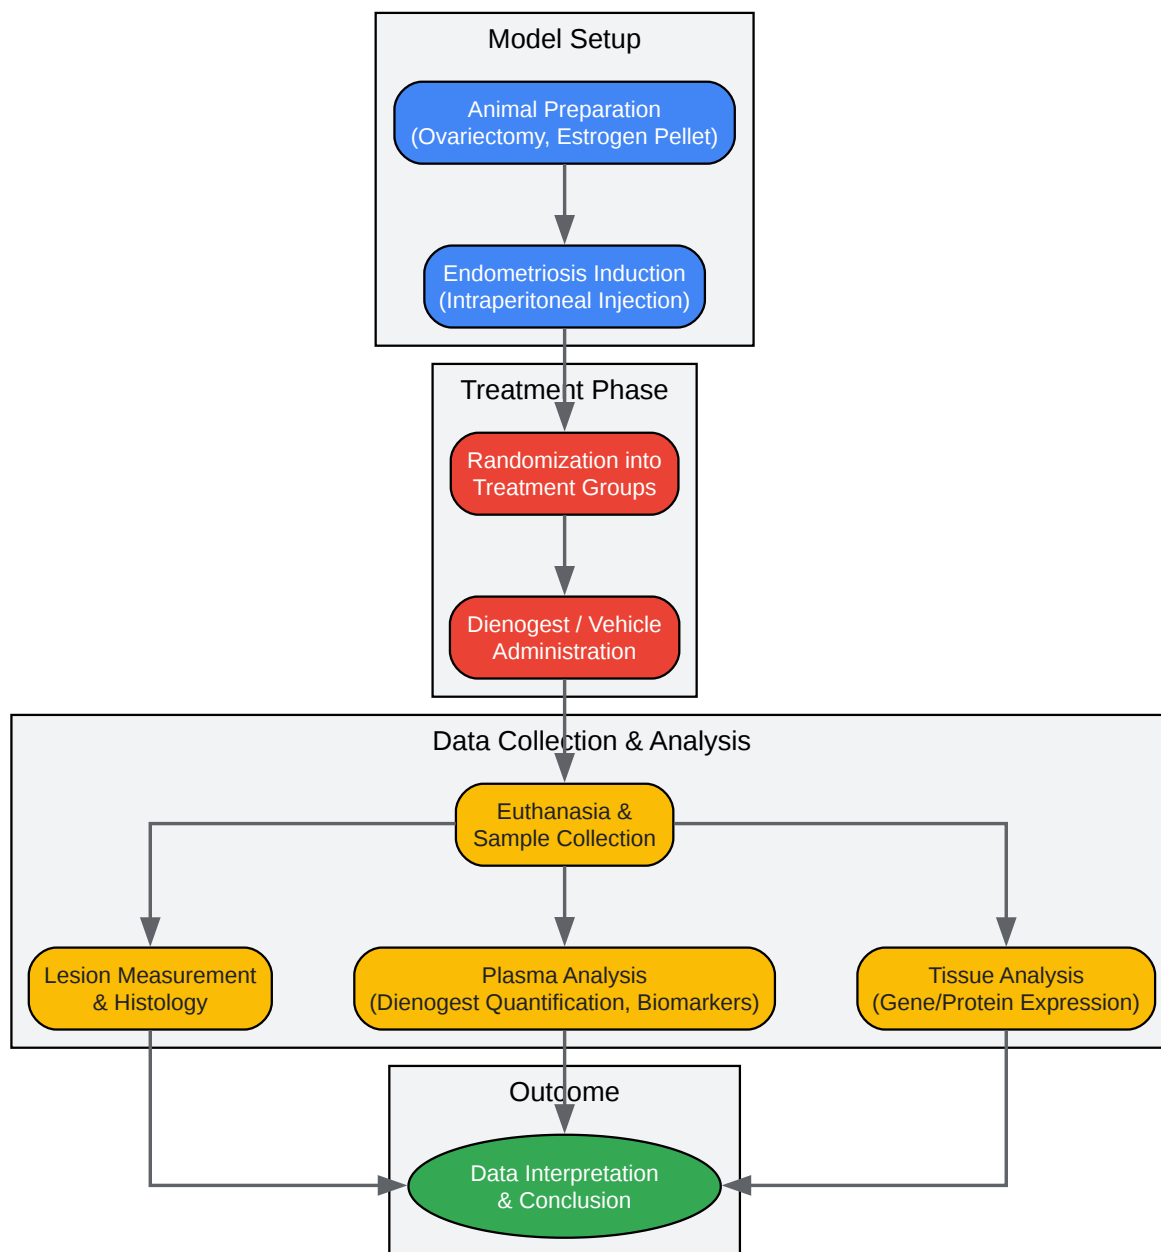 Model Setup
Animal Preparation
(Ovariectomy, Estrogen Pellet)
Endometriosis Induction
(Intraperitoneal Injection)
Treatment Phase
Randomization into
Treatment Groups
Dienogest / Vehicle
Administration
Data Collection & Analysis
Euthanasia &
Sample Collection
Lesion Measurement
& Histology
Plasma Analysis
(Dienogest Quantification, Biomarkers)
Tissue Analysis
(Gene/Protein Expression)
Outcome
Data Interpretation
& Conclusion